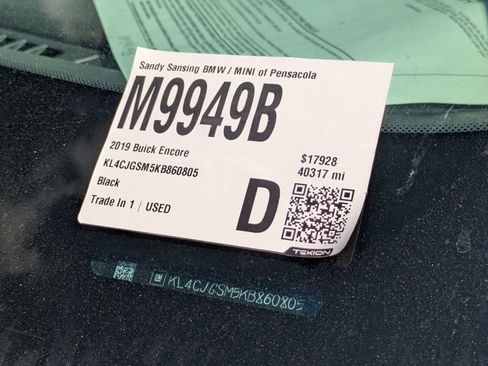 Sandy Sansing BMW / MINI of Pensacola
M9949B
2019 Buick Encore
KL4CJGSM5KB860805
Black
Trade In 1 | USED
$17928
40317 mi
D
TEKION
GM KL4CJGSM5KB860805